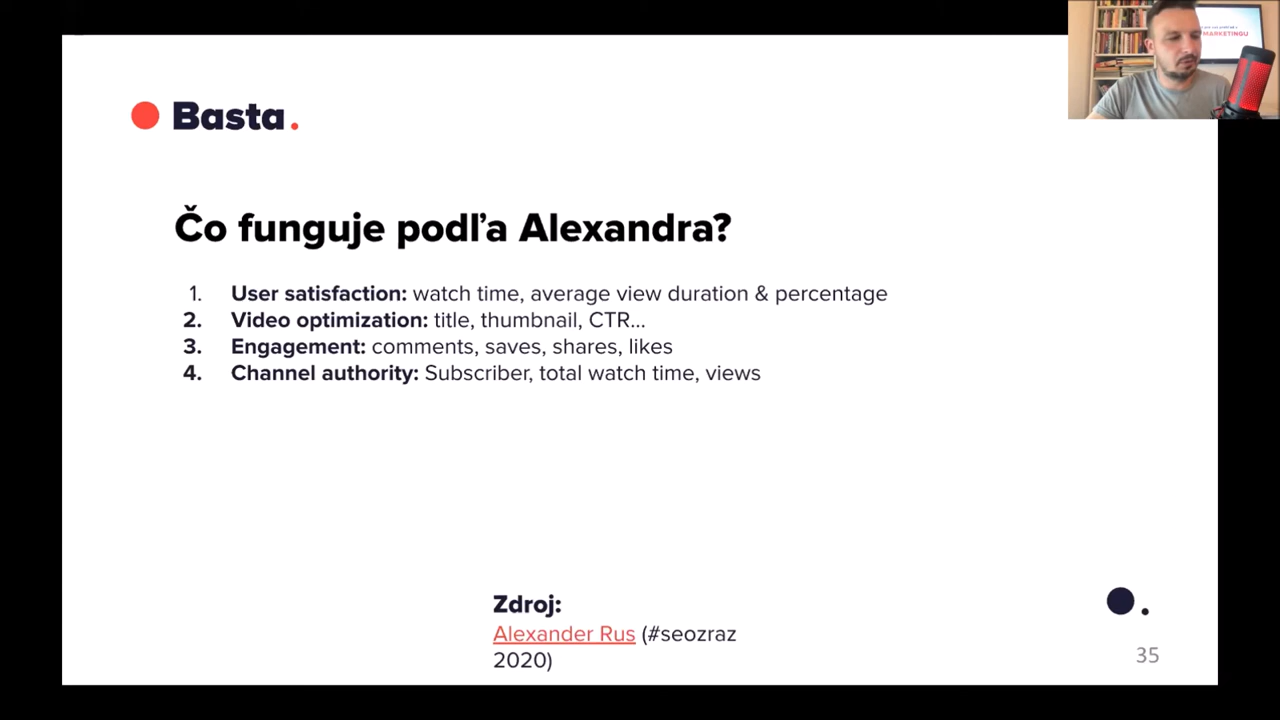 MARKETINGU
Basta.
Čo funguje podľa Alexandra?
1. User satisfaction: watch time, average view duration & percentage
2. Video optimization: title, thumbnail, CTR...
3. Engagement: comments, saves, shares, likes
4. Channel authority: Subscriber, total watch time, views
Zdroj:
Alexander Rus (#seozraz
2020)
35